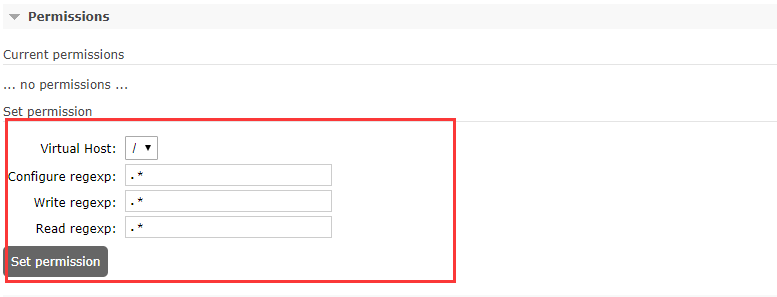 Permissions
Current permissions
... no permissions ...
Set permission
Virtual Host: /
Configure regexp: .*
Write regexp: .*
Read regexp: .*
Set permission